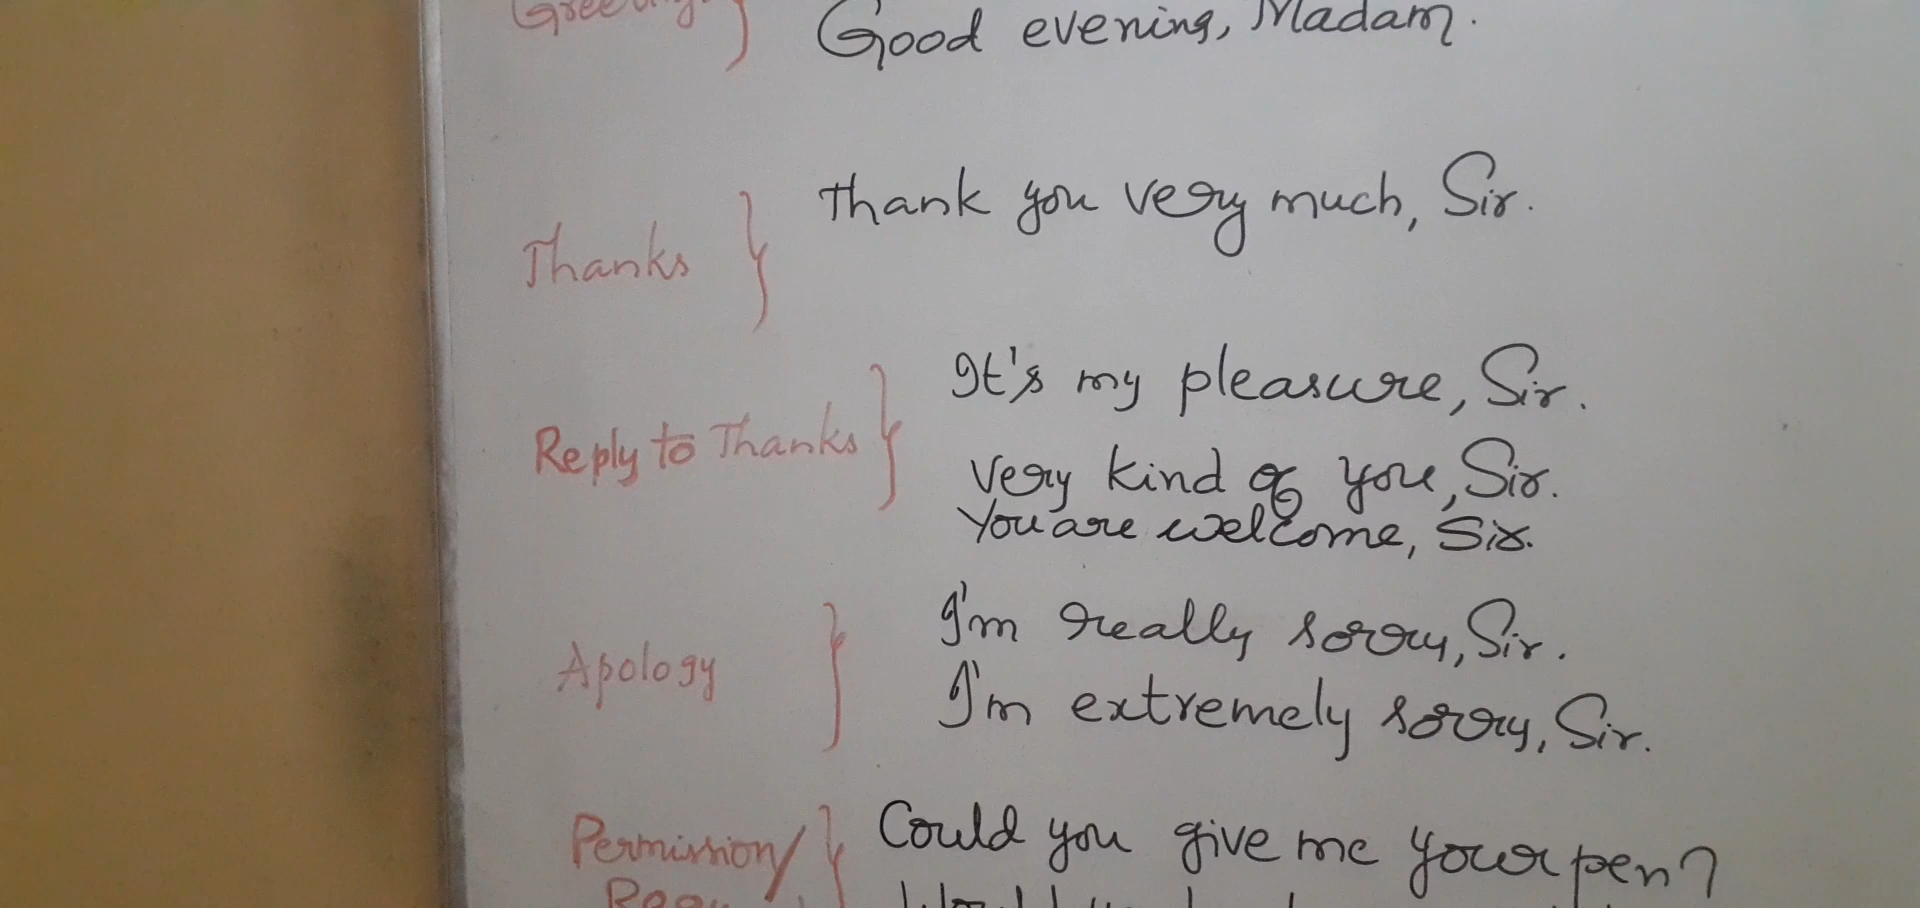 Greeting } Good evening, Madam.
Thanks } Thank you very much, Sir.
It's my pleasure, Sir.
Reply to Thanks } Very kind of you, Sir.
You are welcome, Sir.
I'm really sorry, Sir.
Apology } I'm extremely sorry, Sir.
Permission/ } Could you give me your pen?